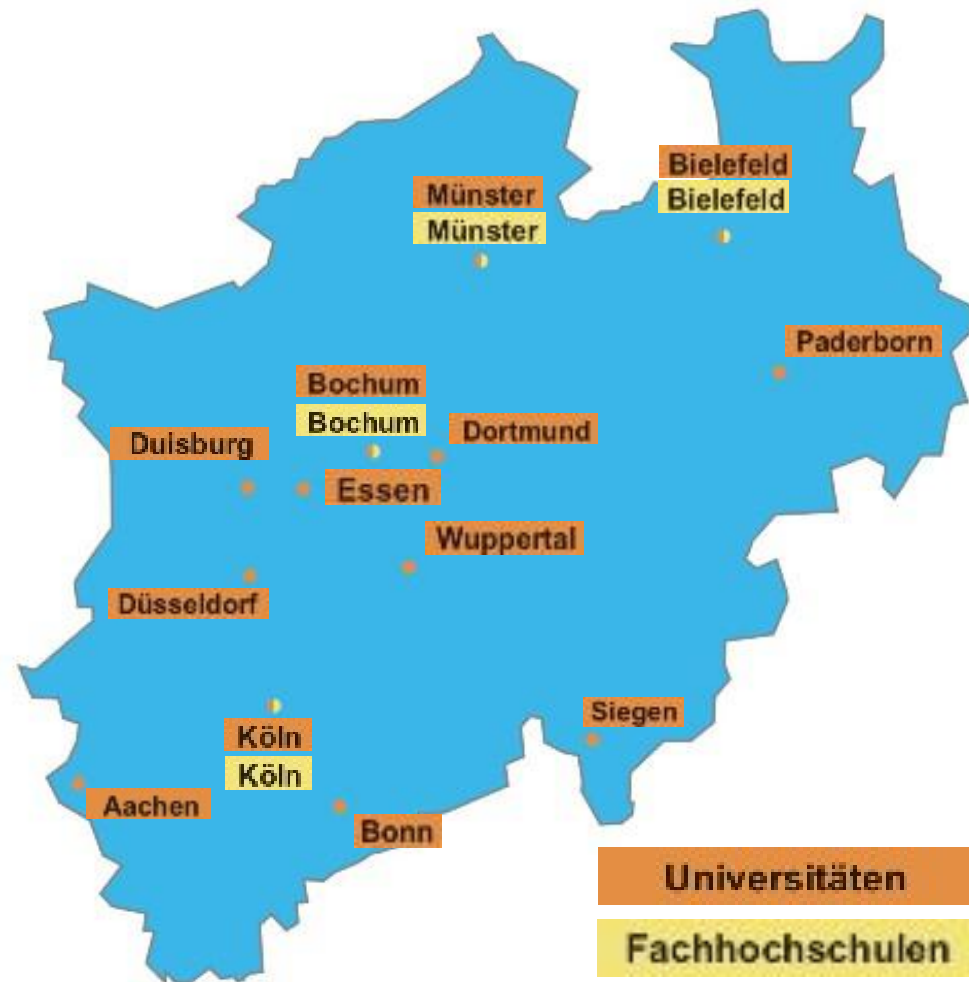 Bielefeld
Bielefeld
Münster
Münster
Paderborn
Bochum
Bochum
Dortmund
Duisburg
Essen
Wuppertal
Düsseldorf
Siegen
Köln
Köln
Aachen
Bonn
Universitäten
Fachhochschulen